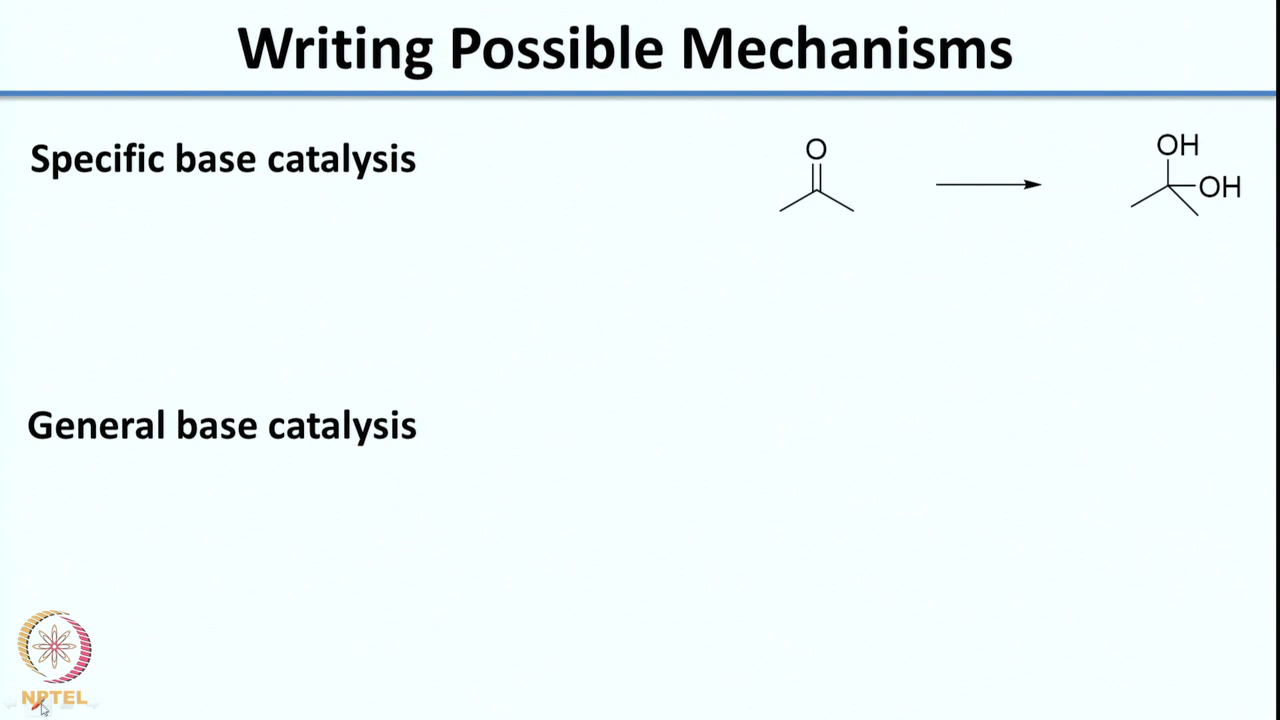 Writing Possible Mechanisms
Specific base catalysis
O
OH
OH
General base catalysis
NPTEL